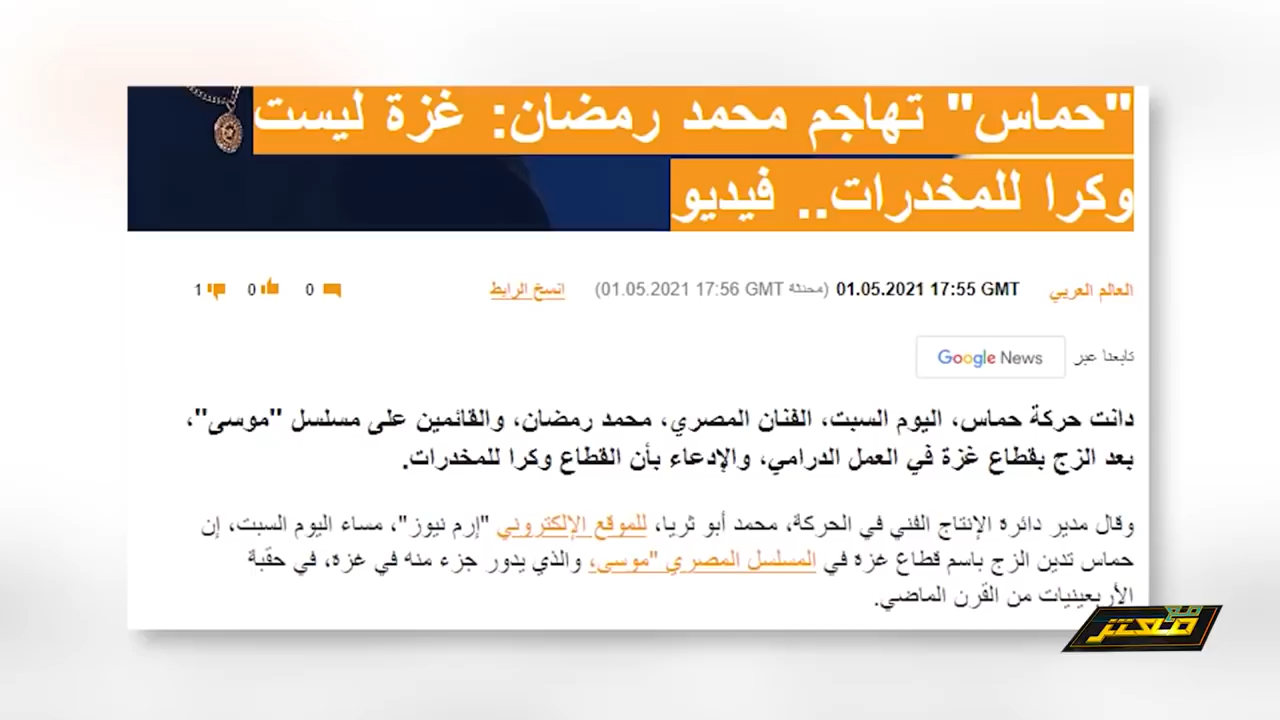 "حماس" تهاجم محمد رمضان: غزة ليست
وكرا للمخدرات.. فيديو
العالم العربي 01.05.2021 17:55 GMT (محدثة 01.05.2021 17:56 GMT) انسخ الرابط 0 0 1
تابعنا عبر Google News
دانت حركة حماس، اليوم السبت، الفنان المصري، محمد رمضان، والقائمين على مسلسل "موسى"،
بعد الزج بقطاع غزة في العمل الدرامي، والإدعاء بأن القطاع وكرا للمخدرات.
وقال مدير دائرة الإنتاج الفني في الحركة، محمد أبو ثريا، للموقع الإلكتروني "إرم نيوز"، مساء اليوم السبت، إن
حماس تدين الزج باسم قطاع غزة في المسلسل المصري "موسى، والذي يدور جزء منه في غزة، في حقبة
الأربعينيات من القرن الماضي.
مع
معتز